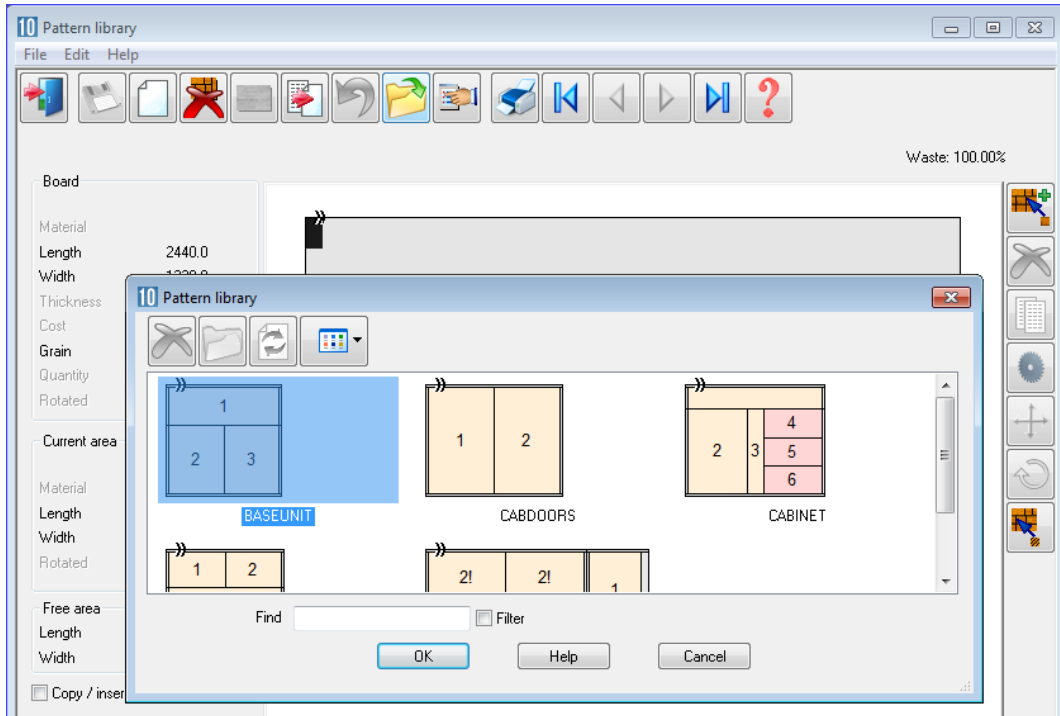 10 Pattern library
File Edit Help
Waste: 100.00%
Board
Material
Length 2440.0
Width
Thickness
Cost
Grain
Quantity
Rotated
Current area
Material
Length
Width
Rotated
Free area
Length
Width
Copy / inser
10 Pattern library
1
2 3
BASEUNIT
1 2
CABDOORS
2 3 4
5
6
CABINET
1 2
2! 2! 1
Find Filter
OK Help Cancel